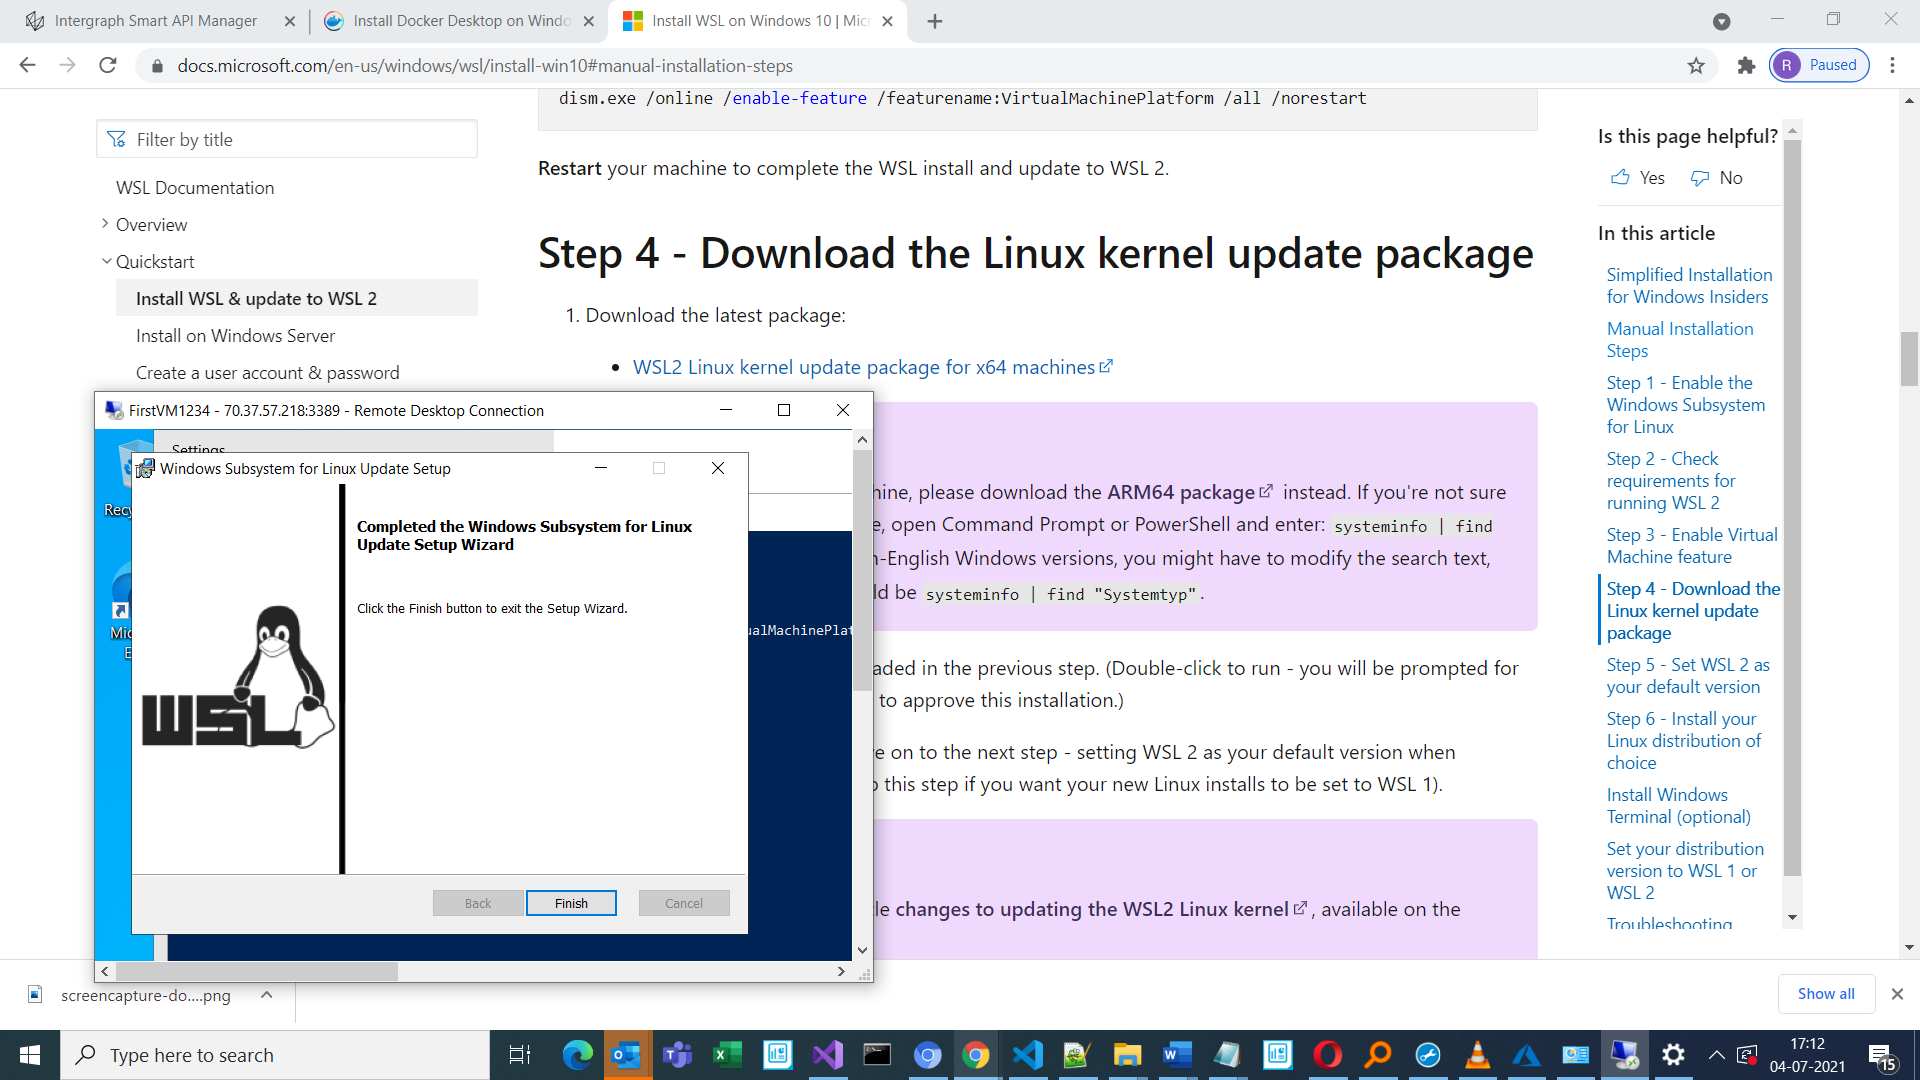 Intergraph Smart API Manager
Install Docker Desktop on Windo
Install WSL on Windows 10 | Mic
docs.microsoft.com/en-us/windows/wsl/install-win10#manual-installation-steps
R Paused
dism.exe /online /enable-feature /featurename:VirtualMachinePlatform /all /norestart
Filter by title
WSL Documentation
Overview
Quickstart
Install WSL & update to WSL 2
Install on Windows Server
Create a user account & password
Restart your machine to complete the WSL install and update to WSL 2.
Step 4 - Download the Linux kernel update package
1. Download the latest package:
• WSL2 Linux kernel update package for x64 machines
hine, please download the ARM64 package instead. If you're not sure
e, open Command Prompt or PowerShell and enter: systeminfo | find
n-English Windows versions, you might have to modify the search text,
ld be systeminfo | find "Systemtyp".
aded in the previous step. (Double-click to run - you will be prompted for
to approve this installation.)
e on to the next step - setting WSL 2 as your default version when
this step if you want your new Linux installs to be set to WSL 1).
le changes to updating the WSL2 Linux kernel, available on the
Is this page helpful?
Yes No
In this article
Simplified Installation
for Windows Insiders
Manual Installation
Steps
Step 1 - Enable the
Windows Subsystem
for Linux
Step 2 - Check
requirements for
running WSL 2
Step 3 - Enable Virtual
Machine feature
Step 4 - Download the
Linux kernel update
package
Step 5 - Set WSL 2 as
your default version
Step 6 - Install your
Linux distribution of
choice
Install Windows
Terminal (optional)
Set your distribution
version to WSL 1 or
WSL 2
Troubleshooting
FirstVM1234 - 70.37.57.218:3389 - Remote Desktop Connection
Settings
Recy
Mic
E
Windows Subsystem for Linux Update Setup
Completed the Windows Subsystem for Linux
Update Setup Wizard
Click the Finish button to exit the Setup Wizard.
WSL
Back Finish Cancel
ualMachinePlat
screencapture-do....png
Show all
Type here to search
17:12
04-07-2021
15